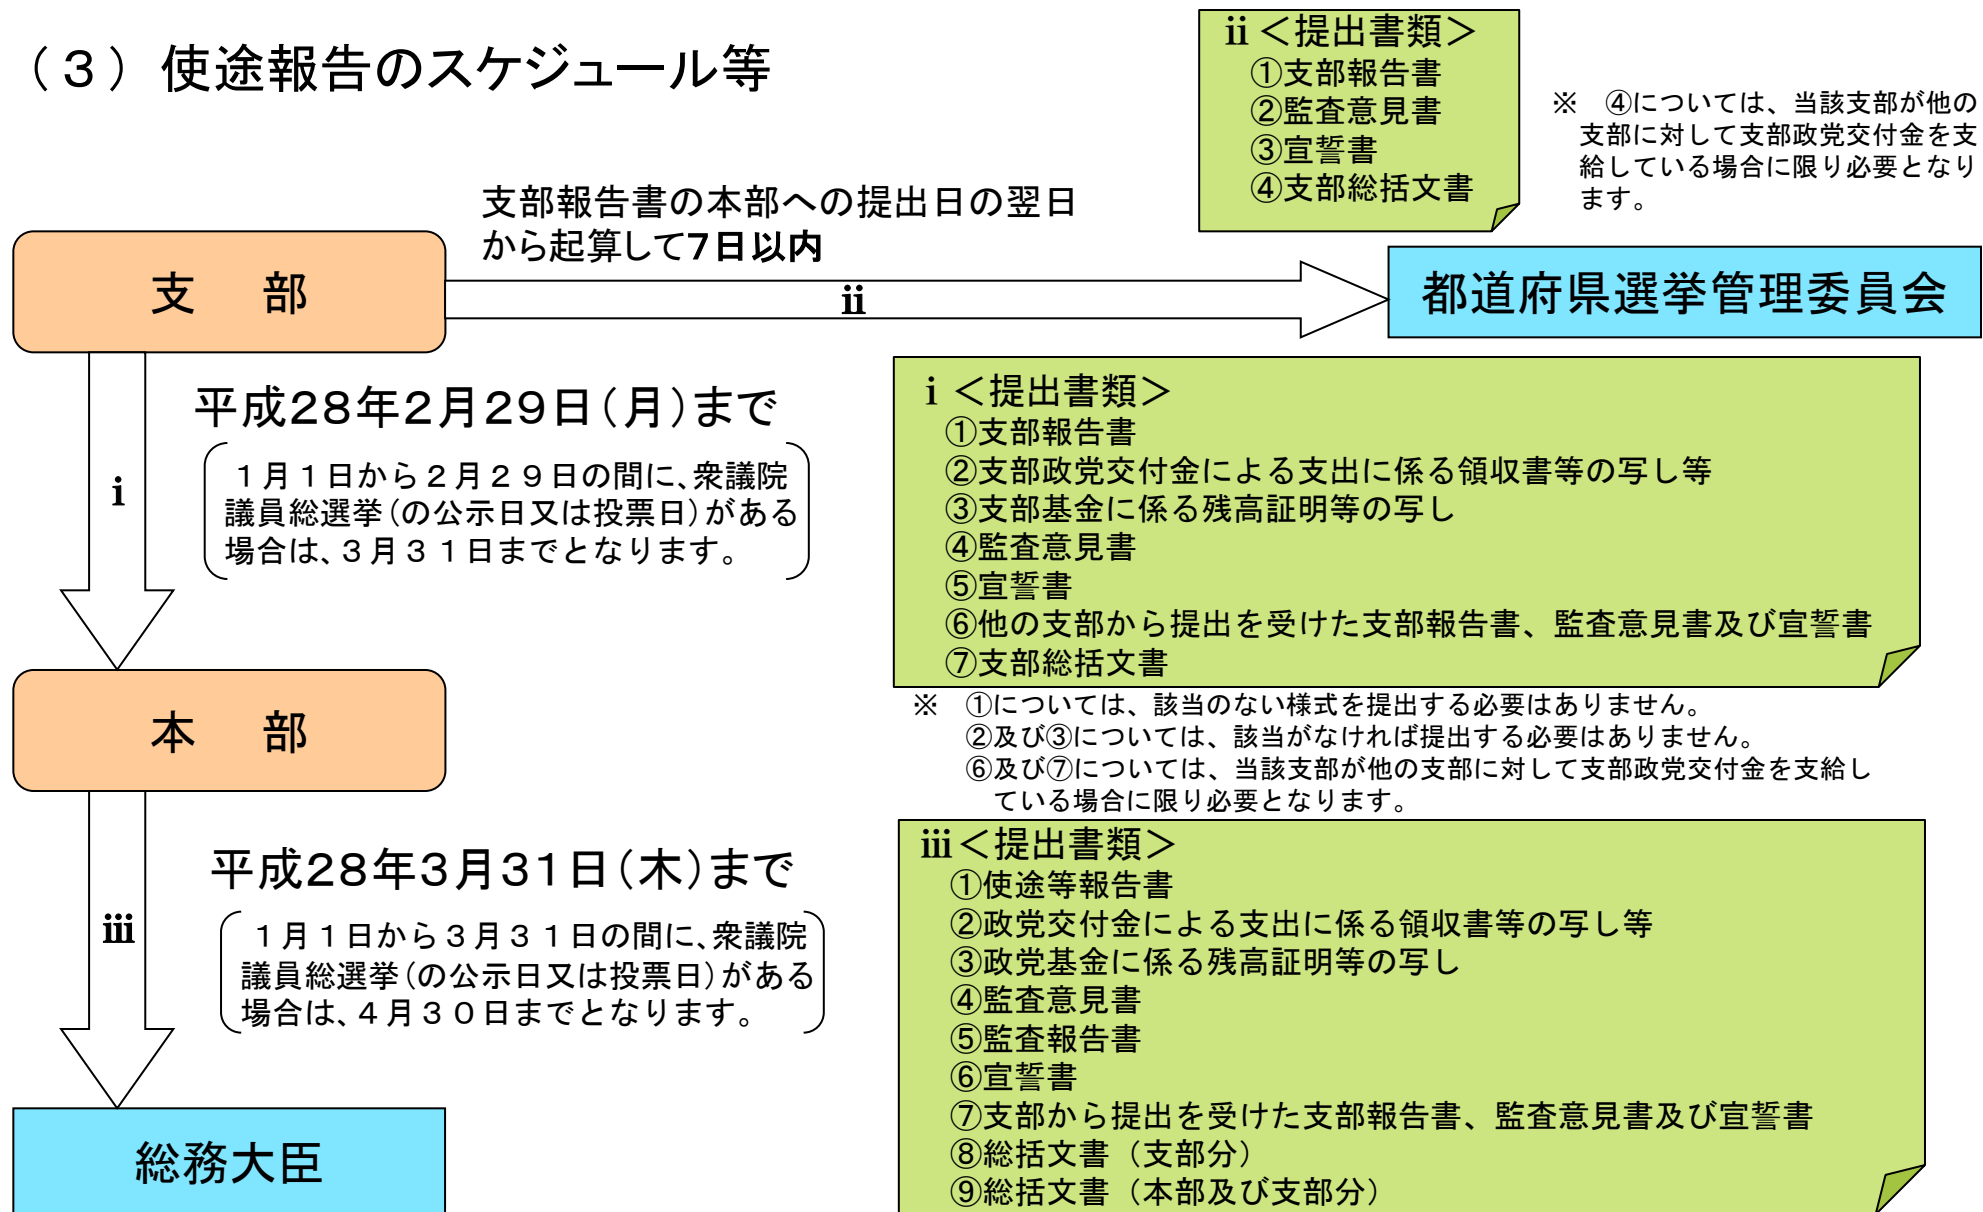 （３）使途報告のスケジュール等
ⅱ＜提出書類＞
①支部報告書
②監査意見書
③宣誓書
④支部総括文書
※　④については、当該支部が他の
支部に対して支部政党交付金を支
給している場合に限り必要となり
ます。
支部報告書の本部への提出日の翌日
から起算して7日以内
支　部
ⅱ
都道府県選挙管理委員会
ⅰ
平成28年2月29日（月）まで
１月１日から２月２９日の間に、衆議院
議員総選挙（の公示日又は投票日）がある
場合は、３月３１日までとなります。
ⅰ＜提出書類＞
①支部報告書
②支部政党交付金による支出に係る領収書等の写し等
③支部基金に係る残高証明等の写し
④監査意見書
⑤宣誓書
⑥他の支部から提出を受けた支部報告書、監査意見書及び宣誓書
⑦支部総括文書
※　①については、該当のない様式を提出する必要はありません。
②及び③については、該当がなければ提出する必要はありません。
⑥及び⑦については、当該支部が他の支部に対して支部政党交付金を支給し
ている場合に限り必要となります。
本　部
ⅲ
平成28年3月31日（木）まで
１月１日から３月３１日の間に、衆議院
議員総選挙（の公示日又は投票日）がある
場合は、４月３０日までとなります。
ⅲ＜提出書類＞
①使途等報告書
②政党交付金による支出に係る領収書等の写し等
③政党基金に係る残高証明等の写し
④監査意見書
⑤監査報告書
⑥宣誓書
⑦支部から提出を受けた支部報告書、監査意見書及び宣誓書
⑧総括文書（支部分）
⑨総括文書（本部及び支部分）
総務大臣